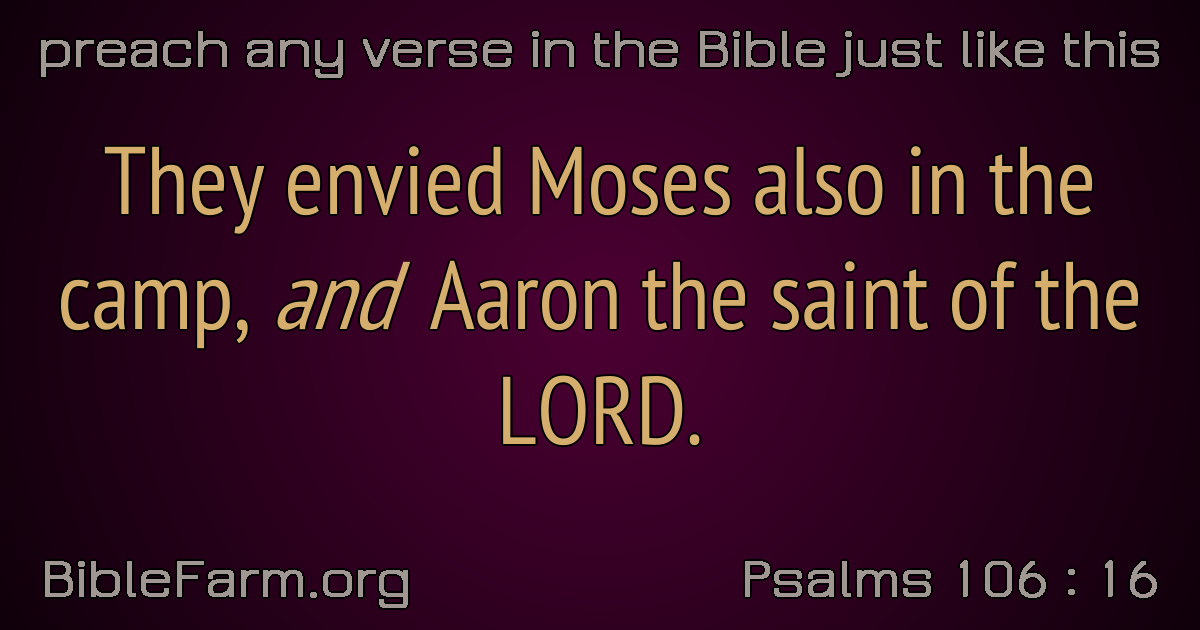 preach any verse in the Bible just like this
They envied Moses also in the
camp, and Aaron the saint of the
LORD.
BibleFarm.org
Psalms 106 : 16